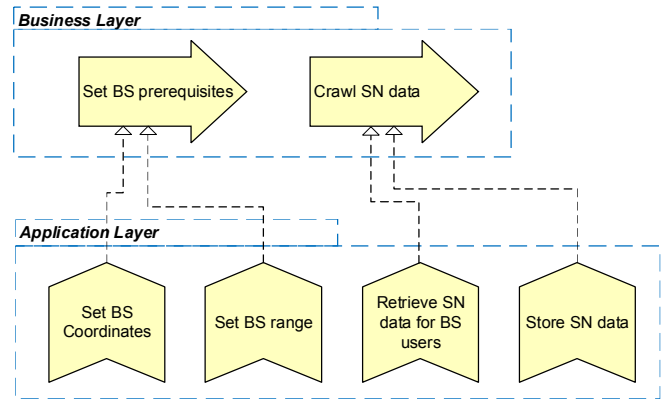 Business Layer
Set BS prerequisites
Crawl SN data
Application Layer
Set BS
Coordinates
Set BS range
Retrieve SN
data for BS
users
Store SN data